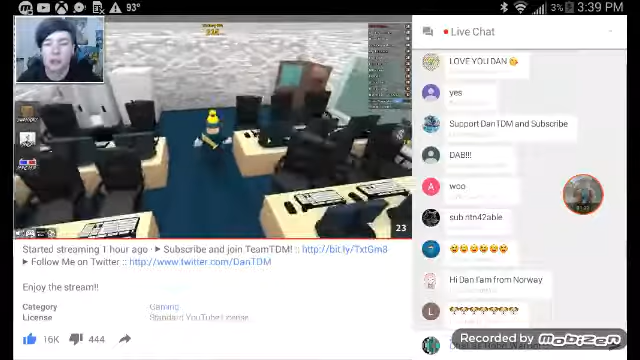 93°
3% 3:39 PM
23
Live Chat
LOVE YOU DAN
yes
Support DanTDM and Subscribe
DAB!!!
A woo
sub ntn42able
Hi Dan I'am from Norway
L
Started streaming 1 hour ago · ► Subscribe and join TeamTDM! :: http://bit.ly/TxtGm8
► Follow Me on Twitter :: http://www.twitter.com/DanTDM
Enjoy the stream!!
Category Gaming
License Standard YouTube License
16K 444
Recorded by Mobizen